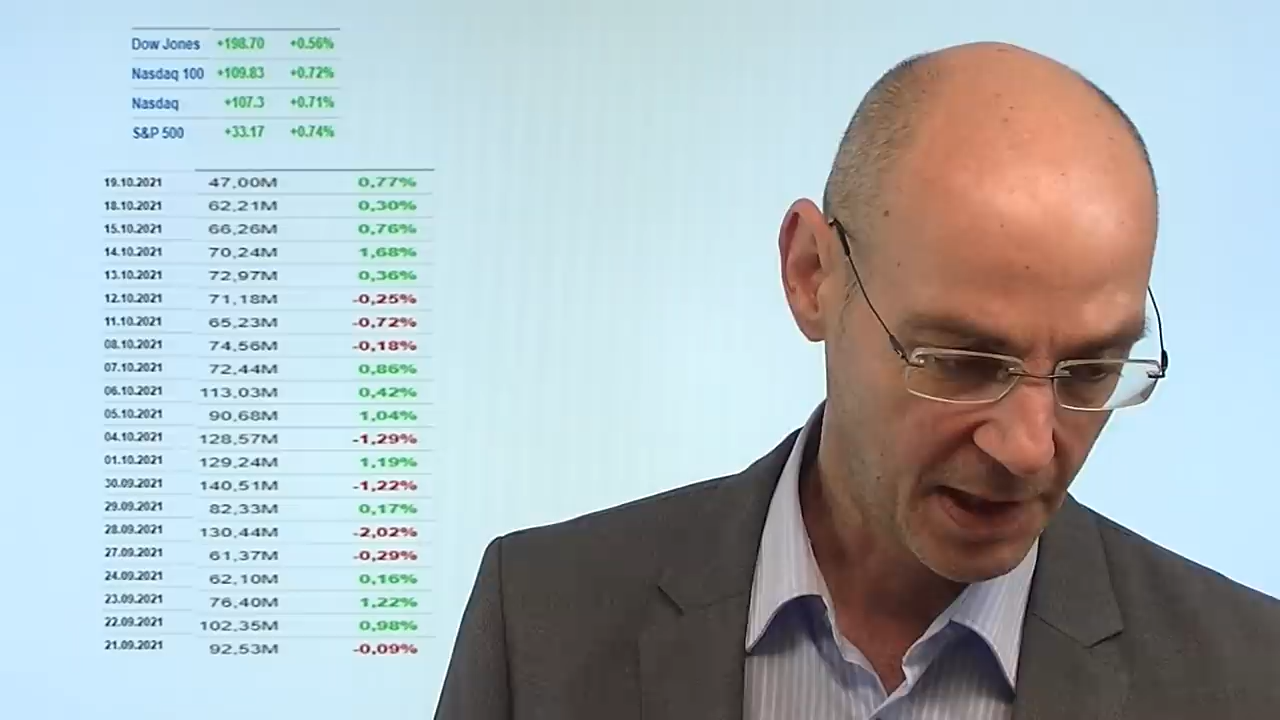 Dow Jones +198.70 +0.56%
Nasdaq 100 +109.83 +0.72%
Nasdaq +107.3 +0.71%
S&P 500 +33.17 +0.74%
19.10.2021 47,00M 0,77%
18.10.2021 62,21M 0,30%
15.10.2021 66,26M 0,76%
14.10.2021 70,24M 1,68%
13.10.2021 72,97M 0,36%
12.10.2021 71,18M -0,25%
11.10.2021 65,23M -0,72%
08.10.2021 74,56M -0,18%
07.10.2021 72,44M 0,86%
06.10.2021 113,03M 0,42%
05.10.2021 90,68M 1,04%
04.10.2021 128,57M -1,29%
01.10.2021 129,24M 1,19%
30.09.2021 140,51M -1,22%
29.09.2021 82,33M 0,17%
28.09.2021 130,44M -2,02%
27.09.2021 61,37M -0,29%
24.09.2021 62,10M 0,16%
23.09.2021 76,40M 1,22%
22.09.2021 102,35M 0,98%
21.09.2021 92,53M -0,09%